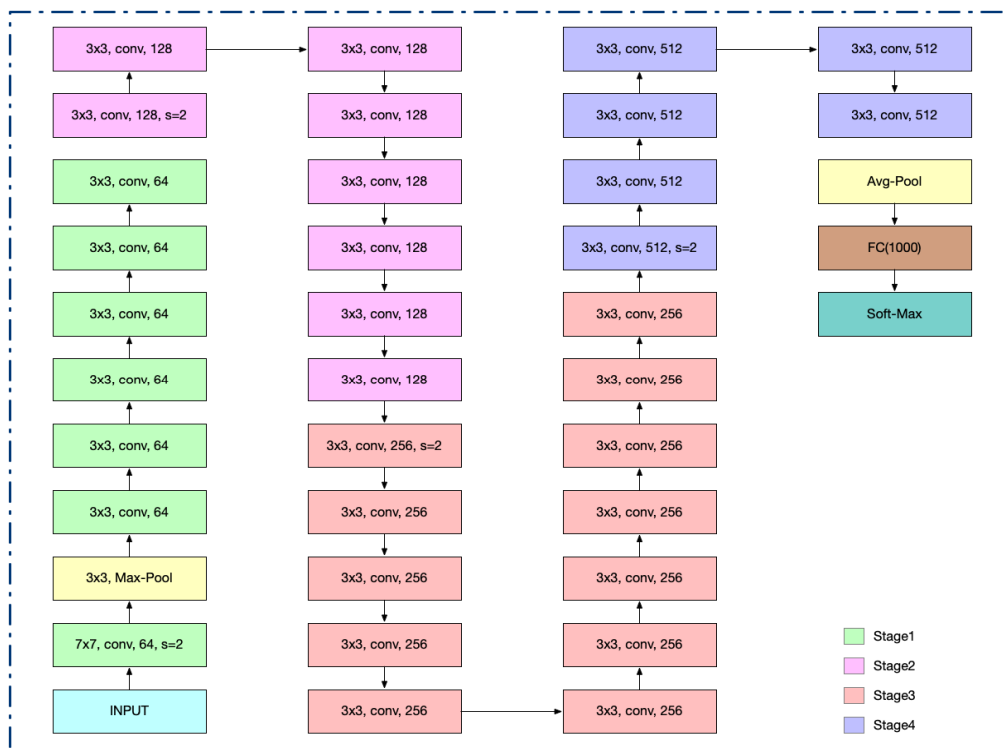 INPUT
7x7, conv, 64, s=2
3x3, Max-Pool
3x3, conv, 64
3x3, conv, 64
3x3, conv, 64
3x3, conv, 64
3x3, conv, 64
3x3, conv, 64
3x3, conv, 128, s=2
3x3, conv, 128
3x3, conv, 128
3x3, conv, 128
3x3, conv, 128
3x3, conv, 128
3x3, conv, 128
3x3, conv, 128
3x3, conv, 256, s=2
3x3, conv, 256
3x3, conv, 256
3x3, conv, 256
3x3, conv, 256
3x3, conv, 256
3x3, conv, 256
3x3, conv, 256
3x3, conv, 256
3x3, conv, 256
3x3, conv, 256
3x3, conv, 256
3x3, conv, 512, s=2
3x3, conv, 512
3x3, conv, 512
3x3, conv, 512
3x3, conv, 512
3x3, conv, 512
Avg-Pool
FC(1000)
Soft-Max
Stage1
Stage2
Stage3
Stage4